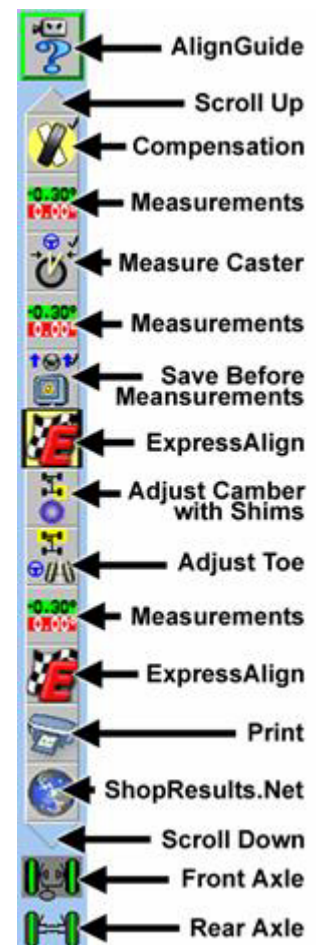 AlignGuide
Scroll Up
Compensation
-0.30°
0.00°
Measurements
Measure Caster
-0.30°
0.00°
Measurements
Save Before
Meansurements
E
ExpressAlign
Adjust Camber
with Shims
Adjust Toe
-0.30°
0.00°
Measurements
E
ExpressAlign
Print
ShopResults.Net
Scroll Down
Front Axle
Rear Axle